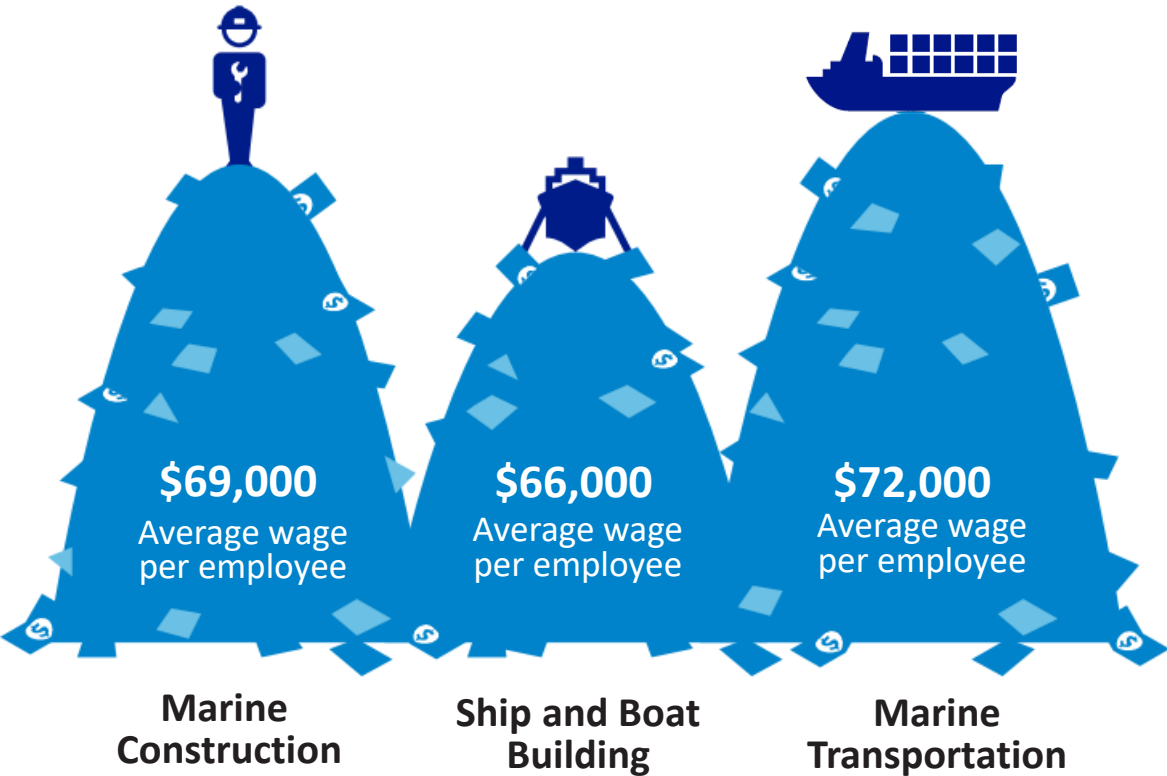 $69,000
Average wage
per employee
$66,000
Average wage
per employee
$72,000
Average wage
per employee
Marine
Construction
Ship and Boat
Building
Marine
Transportation